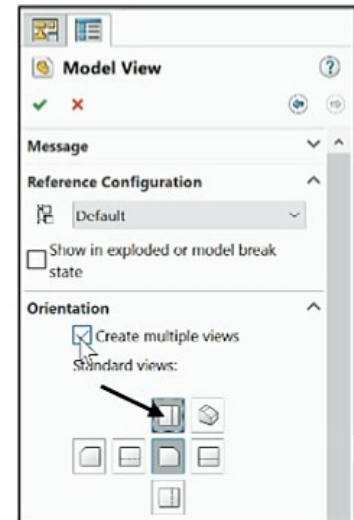 Model View
Message
Reference Configuration
Default
Show in exploded or model break
state
Orientation
Create multiple views
Standard views: